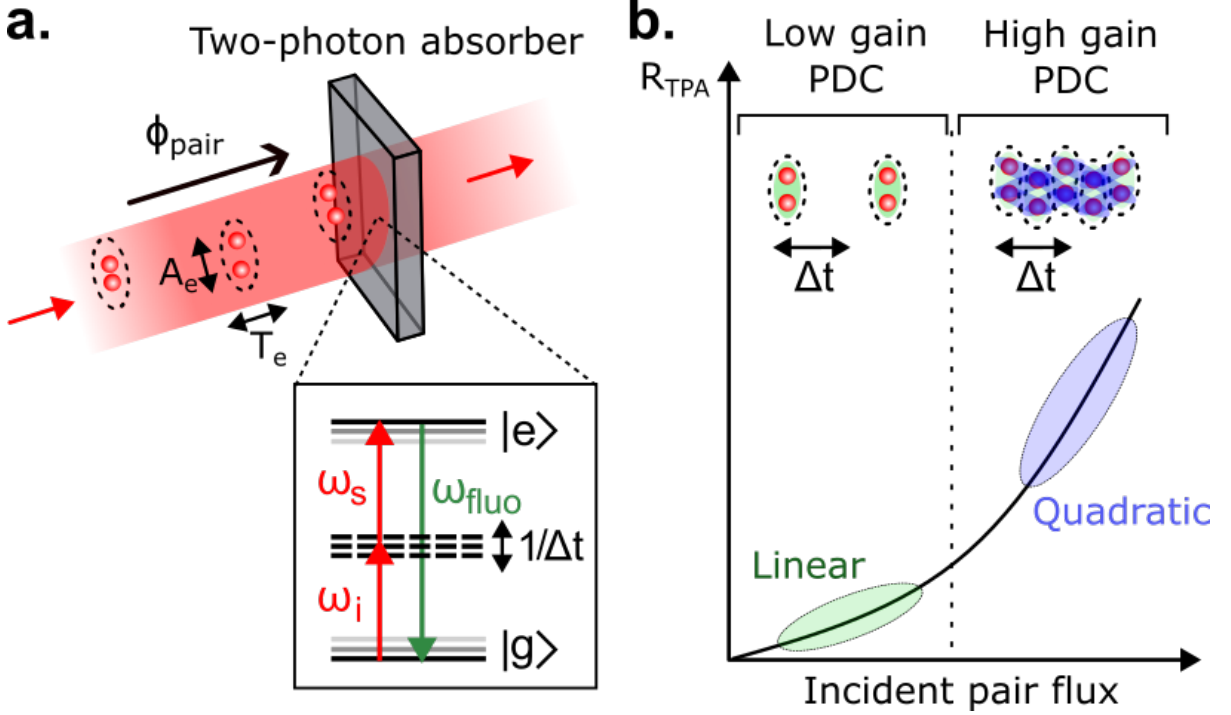 a.
Two-photon absorber
ϕpair
Ae
Te
|e>
ωs
ωfluo
1/Δt
ωi
|g>
b.
Low gain PDC
High gain PDC
RTPA
Δt
Δt
Quadratic
Linear
Incident pair flux